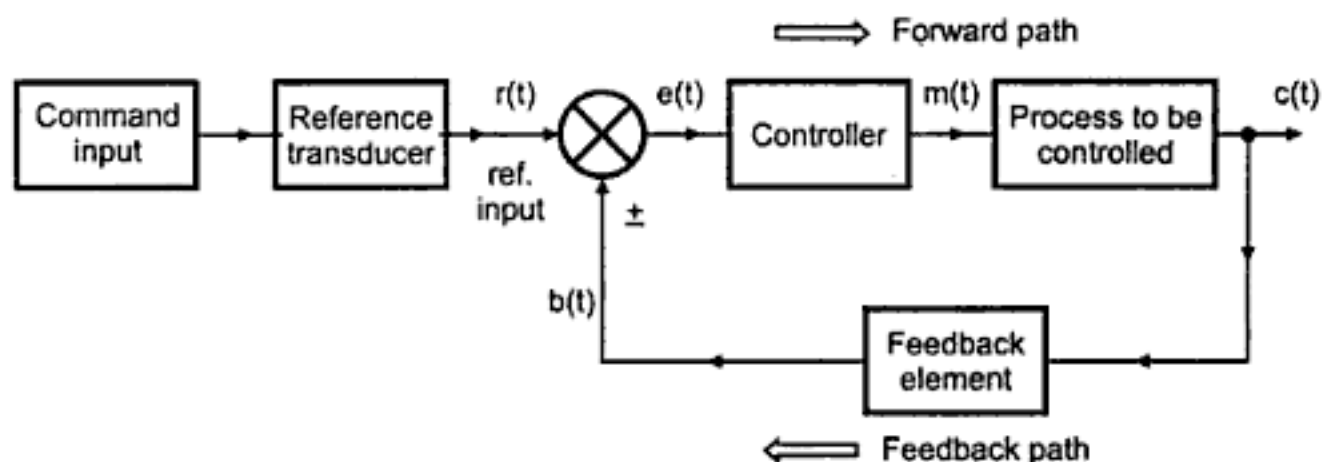 Forward path
Command
input
Reference
transducer
r(t)
ref.
input
e(t)
Controller
m(t)
Process to be
controlled
c(t)
±
b(t)
Feedback
element
Feedback path